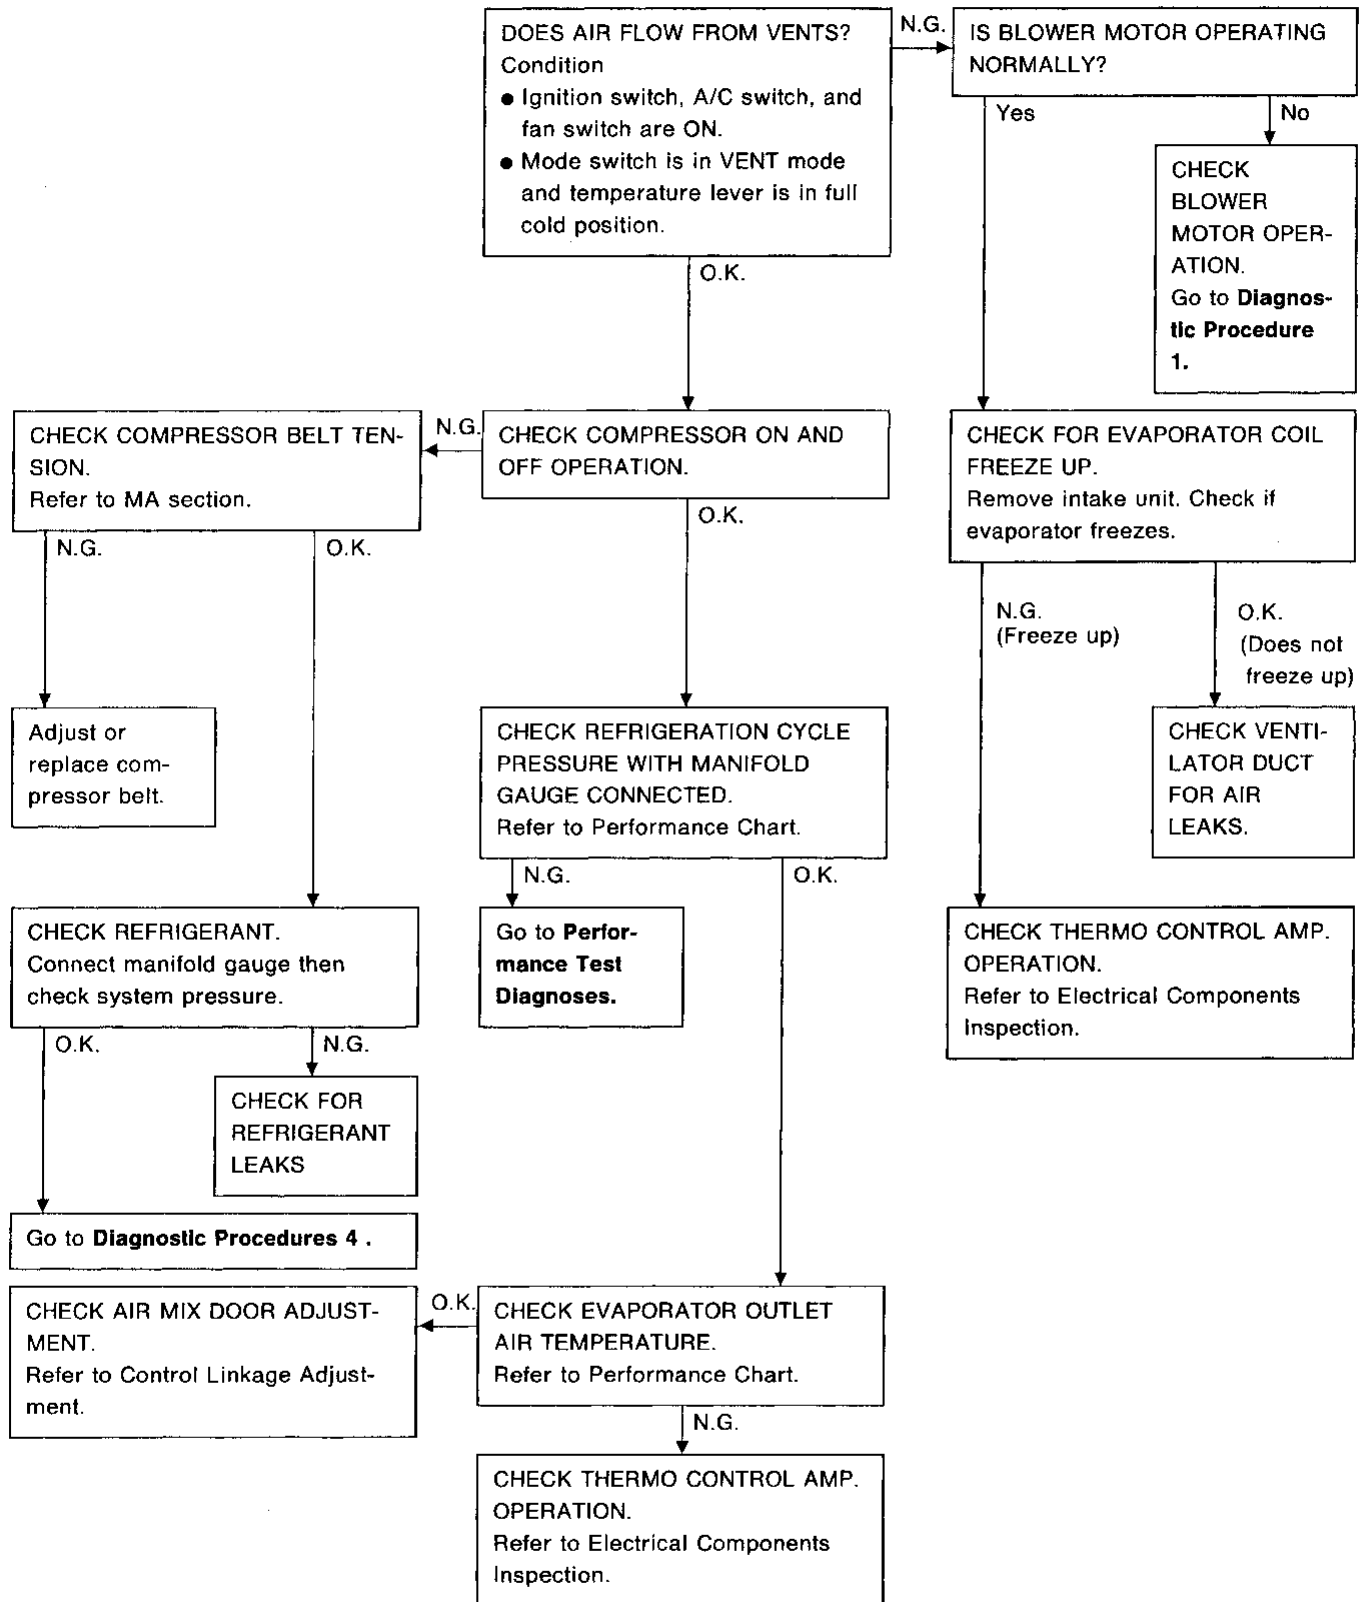 DOES AIR FLOW FROM VENTS?
Condition
● Ignition switch, A/C switch, and
fan switch are ON.
● Mode switch is in VENT mode
and temperature lever is in full
cold position.
N.G.
IS BLOWER MOTOR OPERATING
NORMALLY?
Yes
No
CHECK
BLOWER
MOTOR OPER-
ATION.
Go to Diagnos-
tic Procedure
1.
O.K.
CHECK COMPRESSOR BELT TEN-
SION.
Refer to MA section.
N.G.
CHECK COMPRESSOR ON AND
OFF OPERATION.
CHECK FOR EVAPORATOR COIL
FREEZE UP.
Remove intake unit. Check if
evaporator freezes.
N.G.
O.K.
O.K.
N.G.
(Freeze up)
O.K.
(Does not
freeze up)
Adjust or
replace com-
pressor belt.
CHECK REFRIGERATION CYCLE
PRESSURE WITH MANIFOLD
GAUGE CONNECTED.
Refer to Performance Chart.
CHECK VENTI-
LATOR DUCT
FOR AIR
LEAKS.
N.G.
O.K.
CHECK REFRIGERANT.
Connect manifold gauge then
check system pressure.
Go to Perfor-
mance Test
Diagnoses.
CHECK THERMO CONTROL AMP.
OPERATION.
Refer to Electrical Components
Inspection.
O.K.
N.G.
CHECK FOR
REFRIGERANT
LEAKS
Go to Diagnostic Procedures 4 .
CHECK AIR MIX DOOR ADJUST-
MENT.
Refer to Control Linkage Adjust-
ment.
O.K.
CHECK EVAPORATOR OUTLET
AIR TEMPERATURE.
Refer to Performance Chart.
N.G.
CHECK THERMO CONTROL AMP.
OPERATION.
Refer to Electrical Components
Inspection.